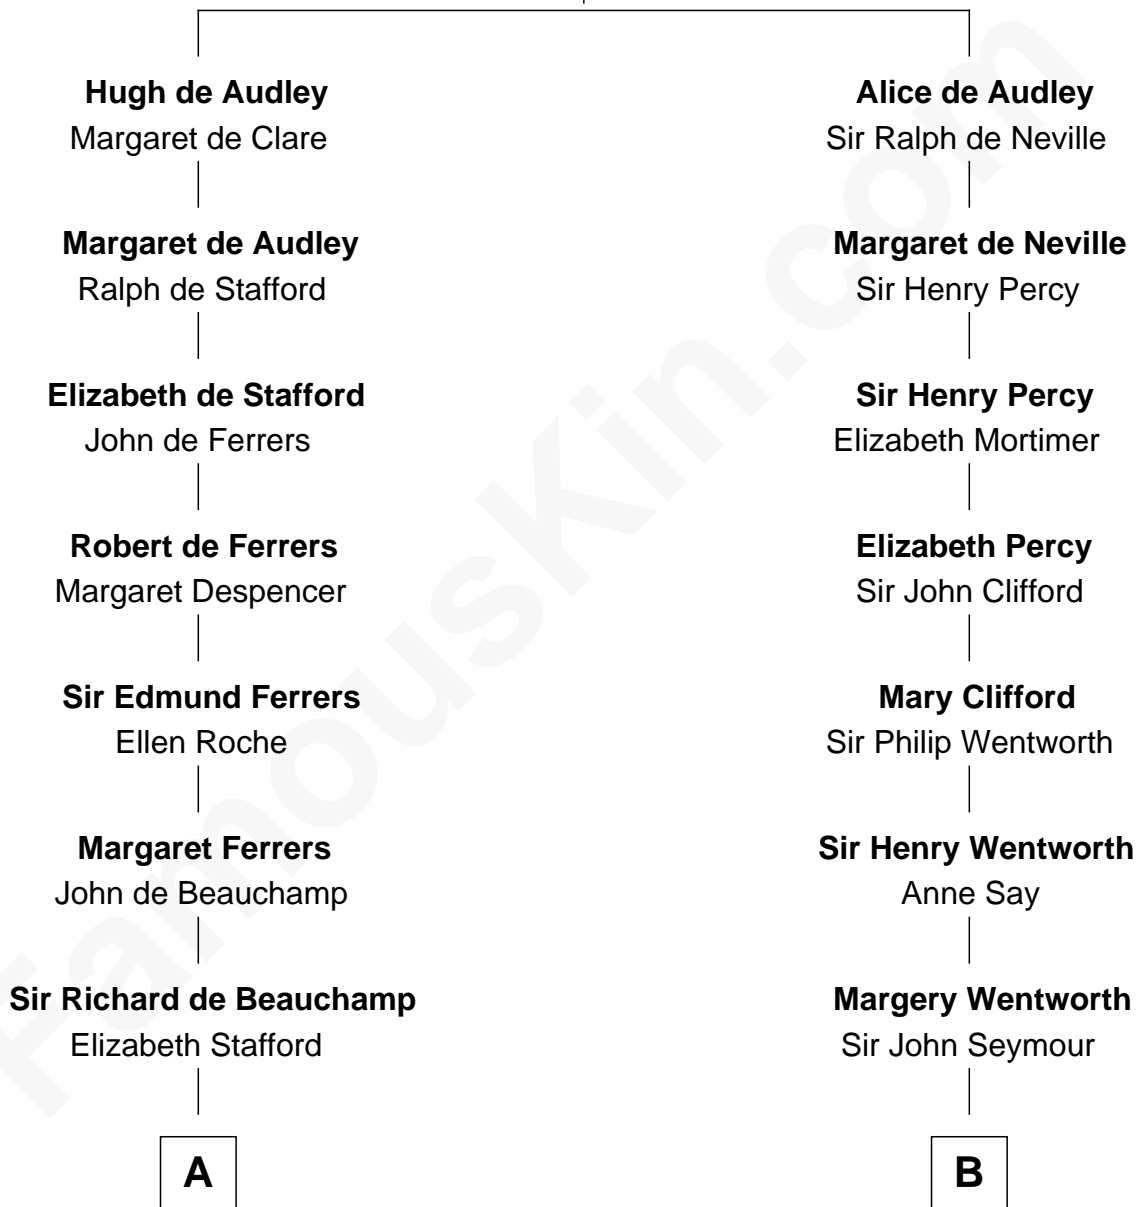 Hugh de Audley
Margaret de Clare
Margaret de Audley
Ralph de Stafford
Elizabeth de Stafford
John de Ferrers
Robert de Ferrers
Margaret Despencer
Sir Edmund Ferrers
Ellen Roche
Margaret Ferrers
John de Beauchamp
Sir Richard de Beauchamp
Elizabeth Stafford
A
Alice de Audley
Sir Ralph de Neville
Margaret de Neville
Sir Henry Percy
Sir Henry Percy
Elizabeth Mortimer
Elizabeth Percy
Sir John Clifford
Mary Clifford
Sir Philip Wentworth
Sir Henry Wentworth
Anne Say
Margery Wentworth
Sir John Seymour
B
FamousKin.com